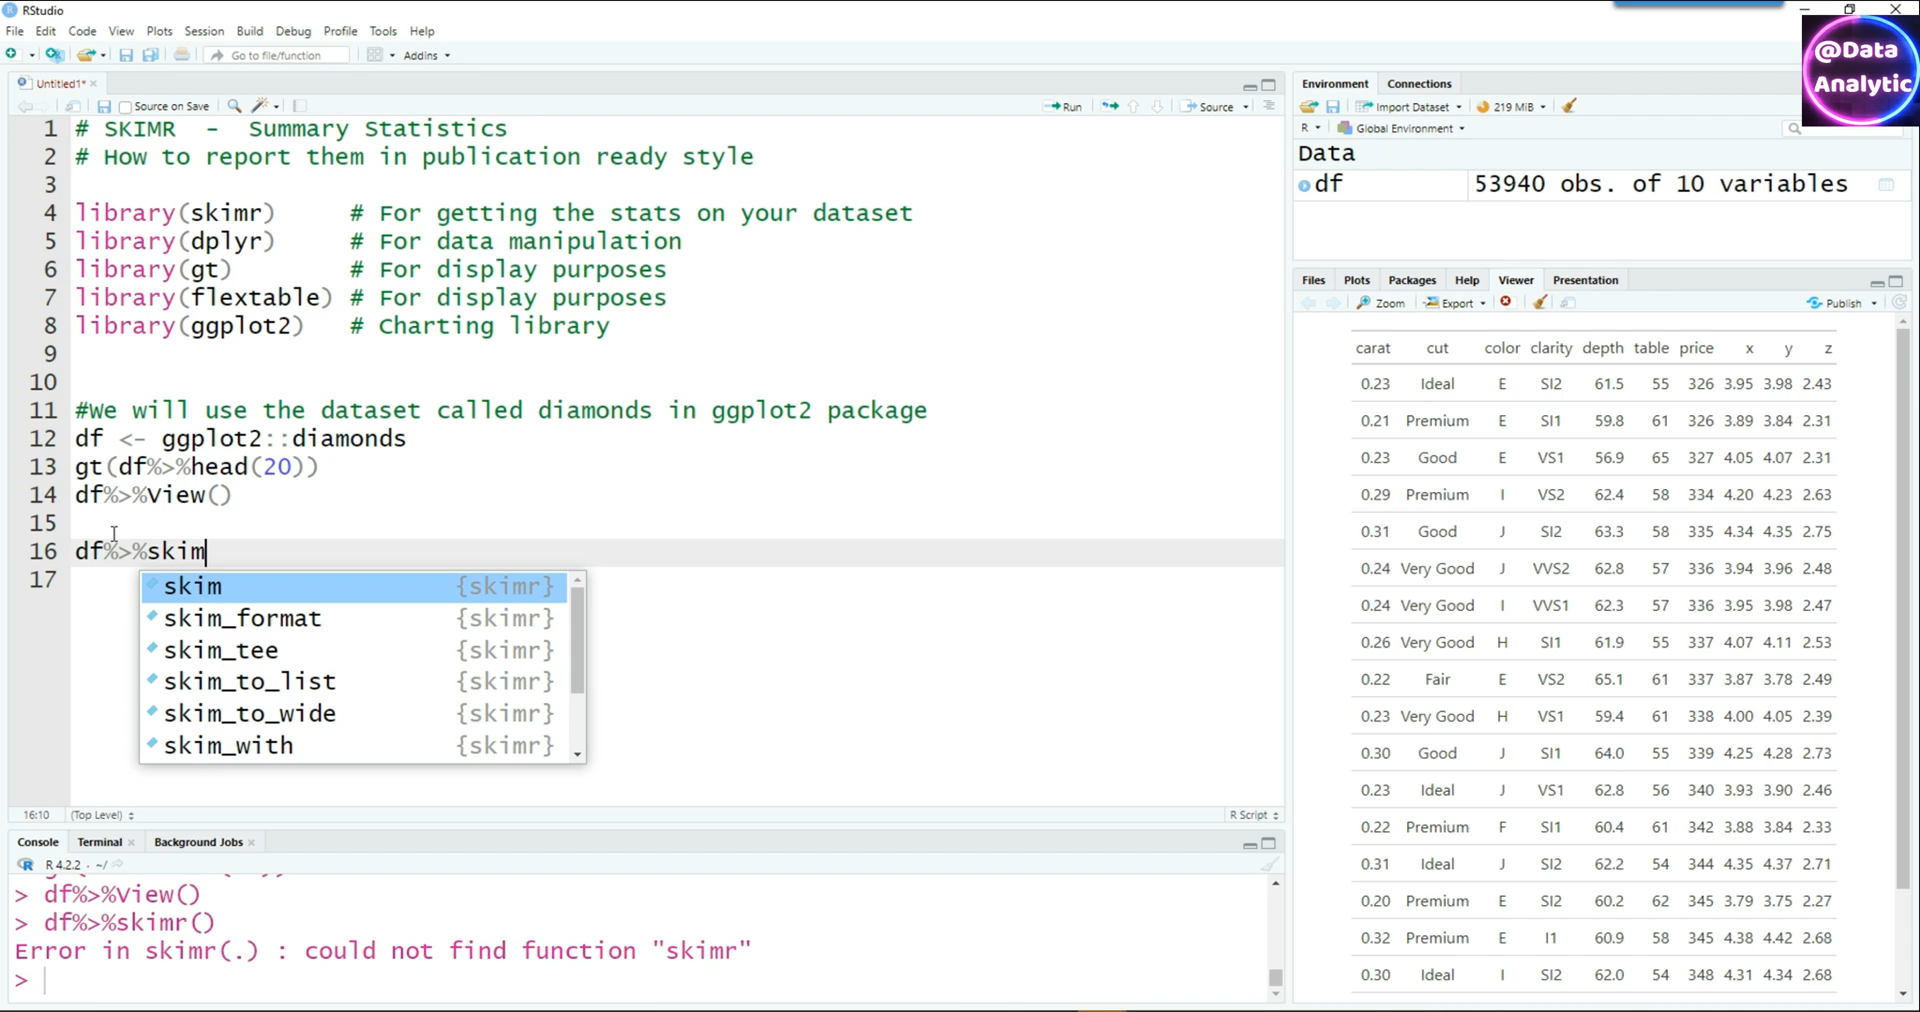 RStudio
File Edit Code View Plots Session Build Debug Profile Tools Help
Go to file/function Addins
Untitled1*
Source on Save Run Source
1 # SKIMR - Summary Statistics
2 # How to report them in publication ready style
3
4 library(skimr) # For getting the stats on your dataset
5 library(dplyr) # For data manipulation
6 library(gt) # For display purposes
7 library(flextable) # For display purposes
8 library(ggplot2) # Charting library
9
10
11 #We will use the dataset called diamonds in ggplot2 package
12 df <- ggplot2::diamonds
13 gt(df%>%head(20))
14 df%>%View()
15
16 df%>%skim
17
skim {skimr}
skim_format {skimr}
skim_tee {skimr}
skim_to_list {skimr}
skim_to_wide {skimr}
skim_with {skimr}
16:10 (Top Level) R Script
Console Terminal Background Jobs
R 4.2.2 · ~/
> df%>%View()
> df%>%skimr()
Error in skimr(.) : could not find function "skimr"
>
Environment Connections
Import Dataset 219 MiB
R Global Environment
Data
df 53940 obs. of 10 variables
Files Plots Packages Help Viewer Presentation
Zoom Export Publish
carat cut color clarity depth table price x y z
0.23 Ideal E SI2 61.5 55 326 3.95 3.98 2.43
0.21 Premium E SI1 59.8 61 326 3.89 3.84 2.31
0.23 Good E VS1 56.9 65 327 4.05 4.07 2.31
0.29 Premium I VS2 62.4 58 334 4.20 4.23 2.63
0.31 Good J SI2 63.3 58 335 4.34 4.35 2.75
0.24 Very Good J VVS2 62.8 57 336 3.94 3.96 2.48
0.24 Very Good I VVS1 62.3 57 336 3.95 3.98 2.47
0.26 Very Good H SI1 61.9 55 337 4.07 4.11 2.53
0.22 Fair E VS2 65.1 61 337 3.87 3.78 2.49
0.23 Very Good H VS1 59.4 61 338 4.00 4.05 2.39
0.30 Good J SI1 64.0 55 339 4.25 4.28 2.73
0.23 Ideal J VS1 62.8 56 340 3.93 3.90 2.46
0.22 Premium F SI1 60.4 61 342 3.88 3.84 2.33
0.31 Ideal J SI2 62.2 54 344 4.35 4.37 2.71
0.20 Premium E SI2 60.2 62 345 3.79 3.75 2.27
0.32 Premium E I1 60.9 58 345 4.38 4.42 2.68
0.30 Ideal I SI2 62.0 54 348 4.31 4.34 2.68
@Data
Analytic